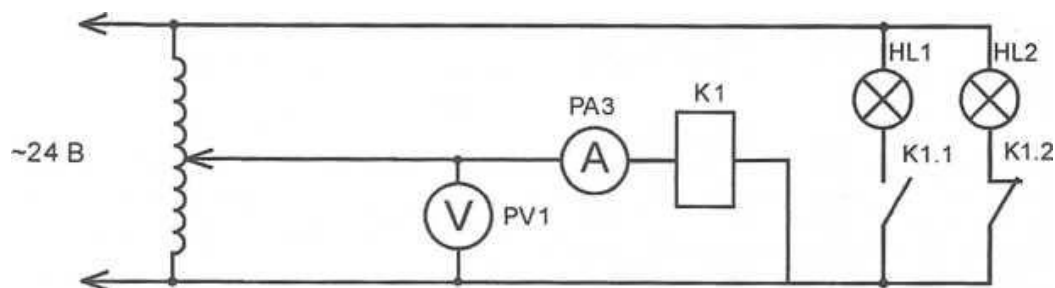 HL1 HL2
PA3 K1
~24 В
A
K1.1 K1.2
V PV1